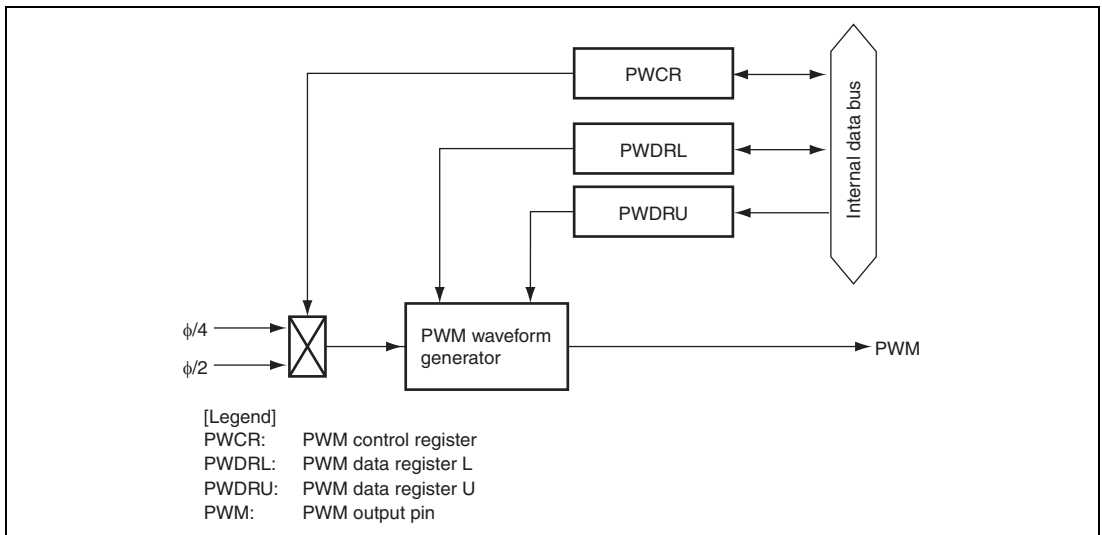 PWCR
PWDRL
PWDRU
Internal data bus
ϕ/4
ϕ/2
PWM waveform
generator
PWM
[Legend]
PWCR: PWM control register
PWDRL: PWM data register L
PWDRU: PWM data register U
PWM: PWM output pin